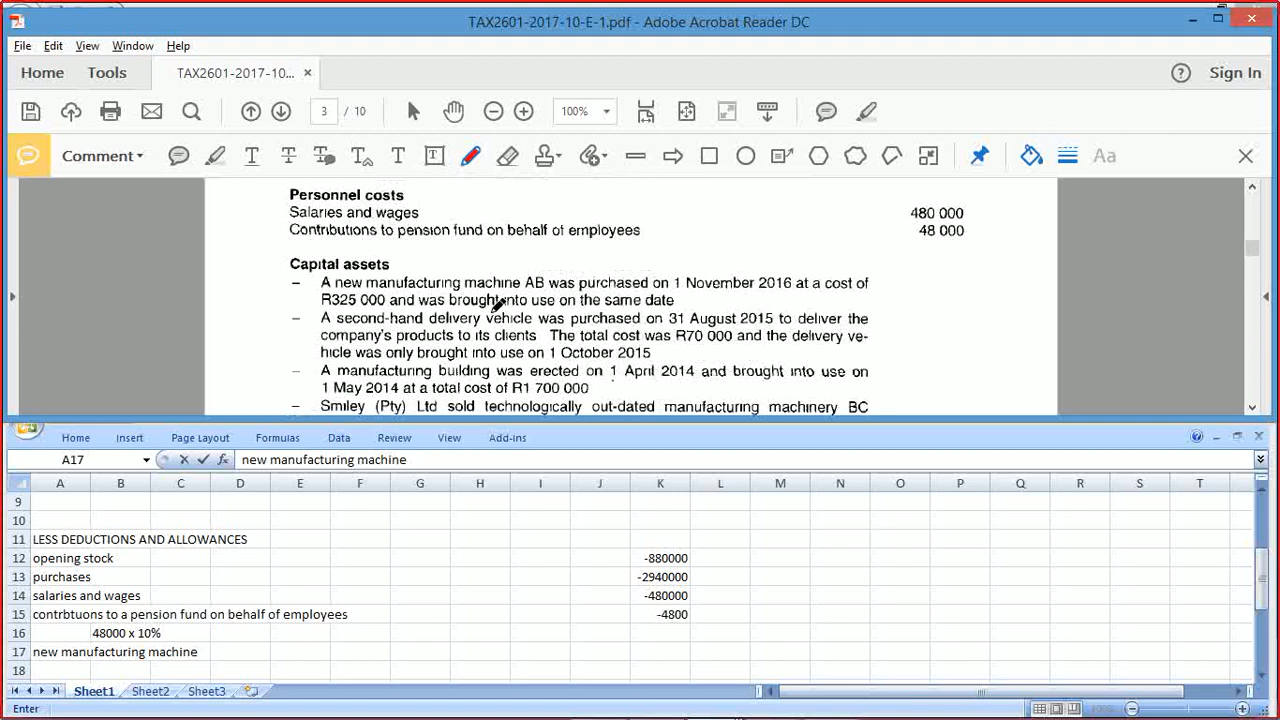 TAX2601-2017-10-E-1.pdf - Adobe Acrobat Reader DC
File Edit View Window Help
Home Tools TAX2601-2017-10... × Sign In
3 / 10 100%
Comment Aa
Personnel costs
Salaries and wages 480 000
Contributions to pension fund on behalf of employees 48 000
Capital assets
– A new manufacturing machine AB was purchased on 1 November 2016 at a cost of
R325 000 and was brought into use on the same date
– A second-hand delivery vehicle was purchased on 31 August 2015 to deliver the
company's products to its clients The total cost was R70 000 and the delivery ve-
hicle was only brought into use on 1 October 2015
– A manufacturing building was erected on 1 April 2014 and brought into use on
1 May 2014 at a total cost of R1 700 000
– Smiley (Pty) Ltd sold technologically out-dated manufacturing machinery BC
Home Insert Page Layout Formulas Data Review View Add-Ins
A17 fx new manufacturing machine
A B C D E F G H I J K L M N O P Q R S T
9
10
11 LESS DEDUCTIONS AND ALLOWANCES
12 opening stock -880000
13 purchases -2940000
14 salaries and wages -480000
15 contrbtuons to a pension fund on behalf of employees -4800
16 48000 x 10%
17 new manufacturing machine
18
Sheet1 Sheet2 Sheet3
Enter 100%